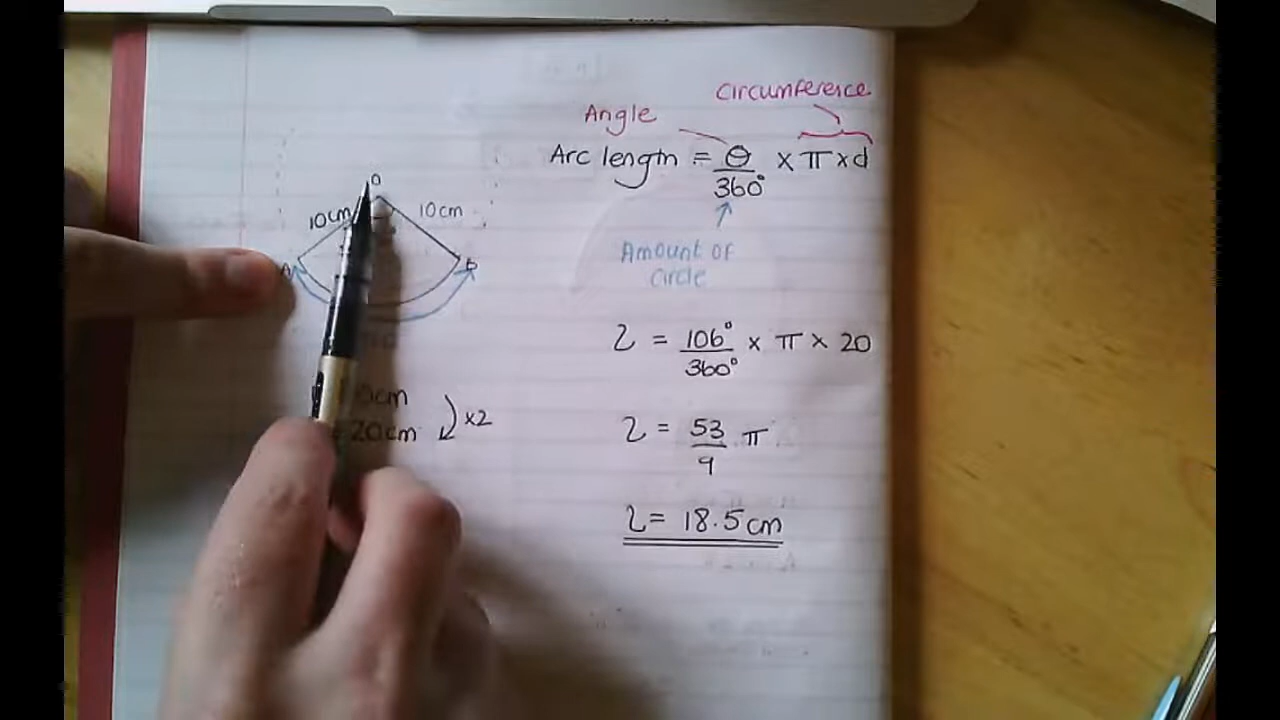 Circumference
Angle
Arc length = θ/360° × π × d
Amount of
circle
O
10cm 10cm
A B
cm
20cm ×2
l = 106°/360° × π × 20
l = 53/9 π
l = 18.5cm